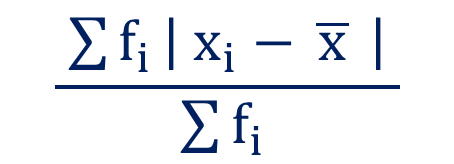 ∑ fᵢ | xᵢ − x̅ |
∑ fᵢ